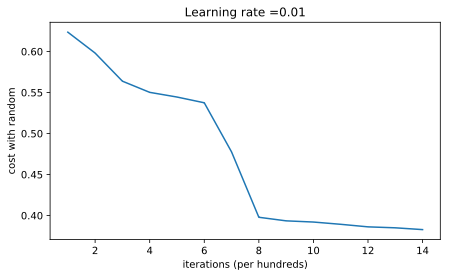 Learning rate =0.01
cost with random
0.60
0.55
0.50
0.45
0.40
2 4 6 8 10 12 14
iterations (per hundreds)